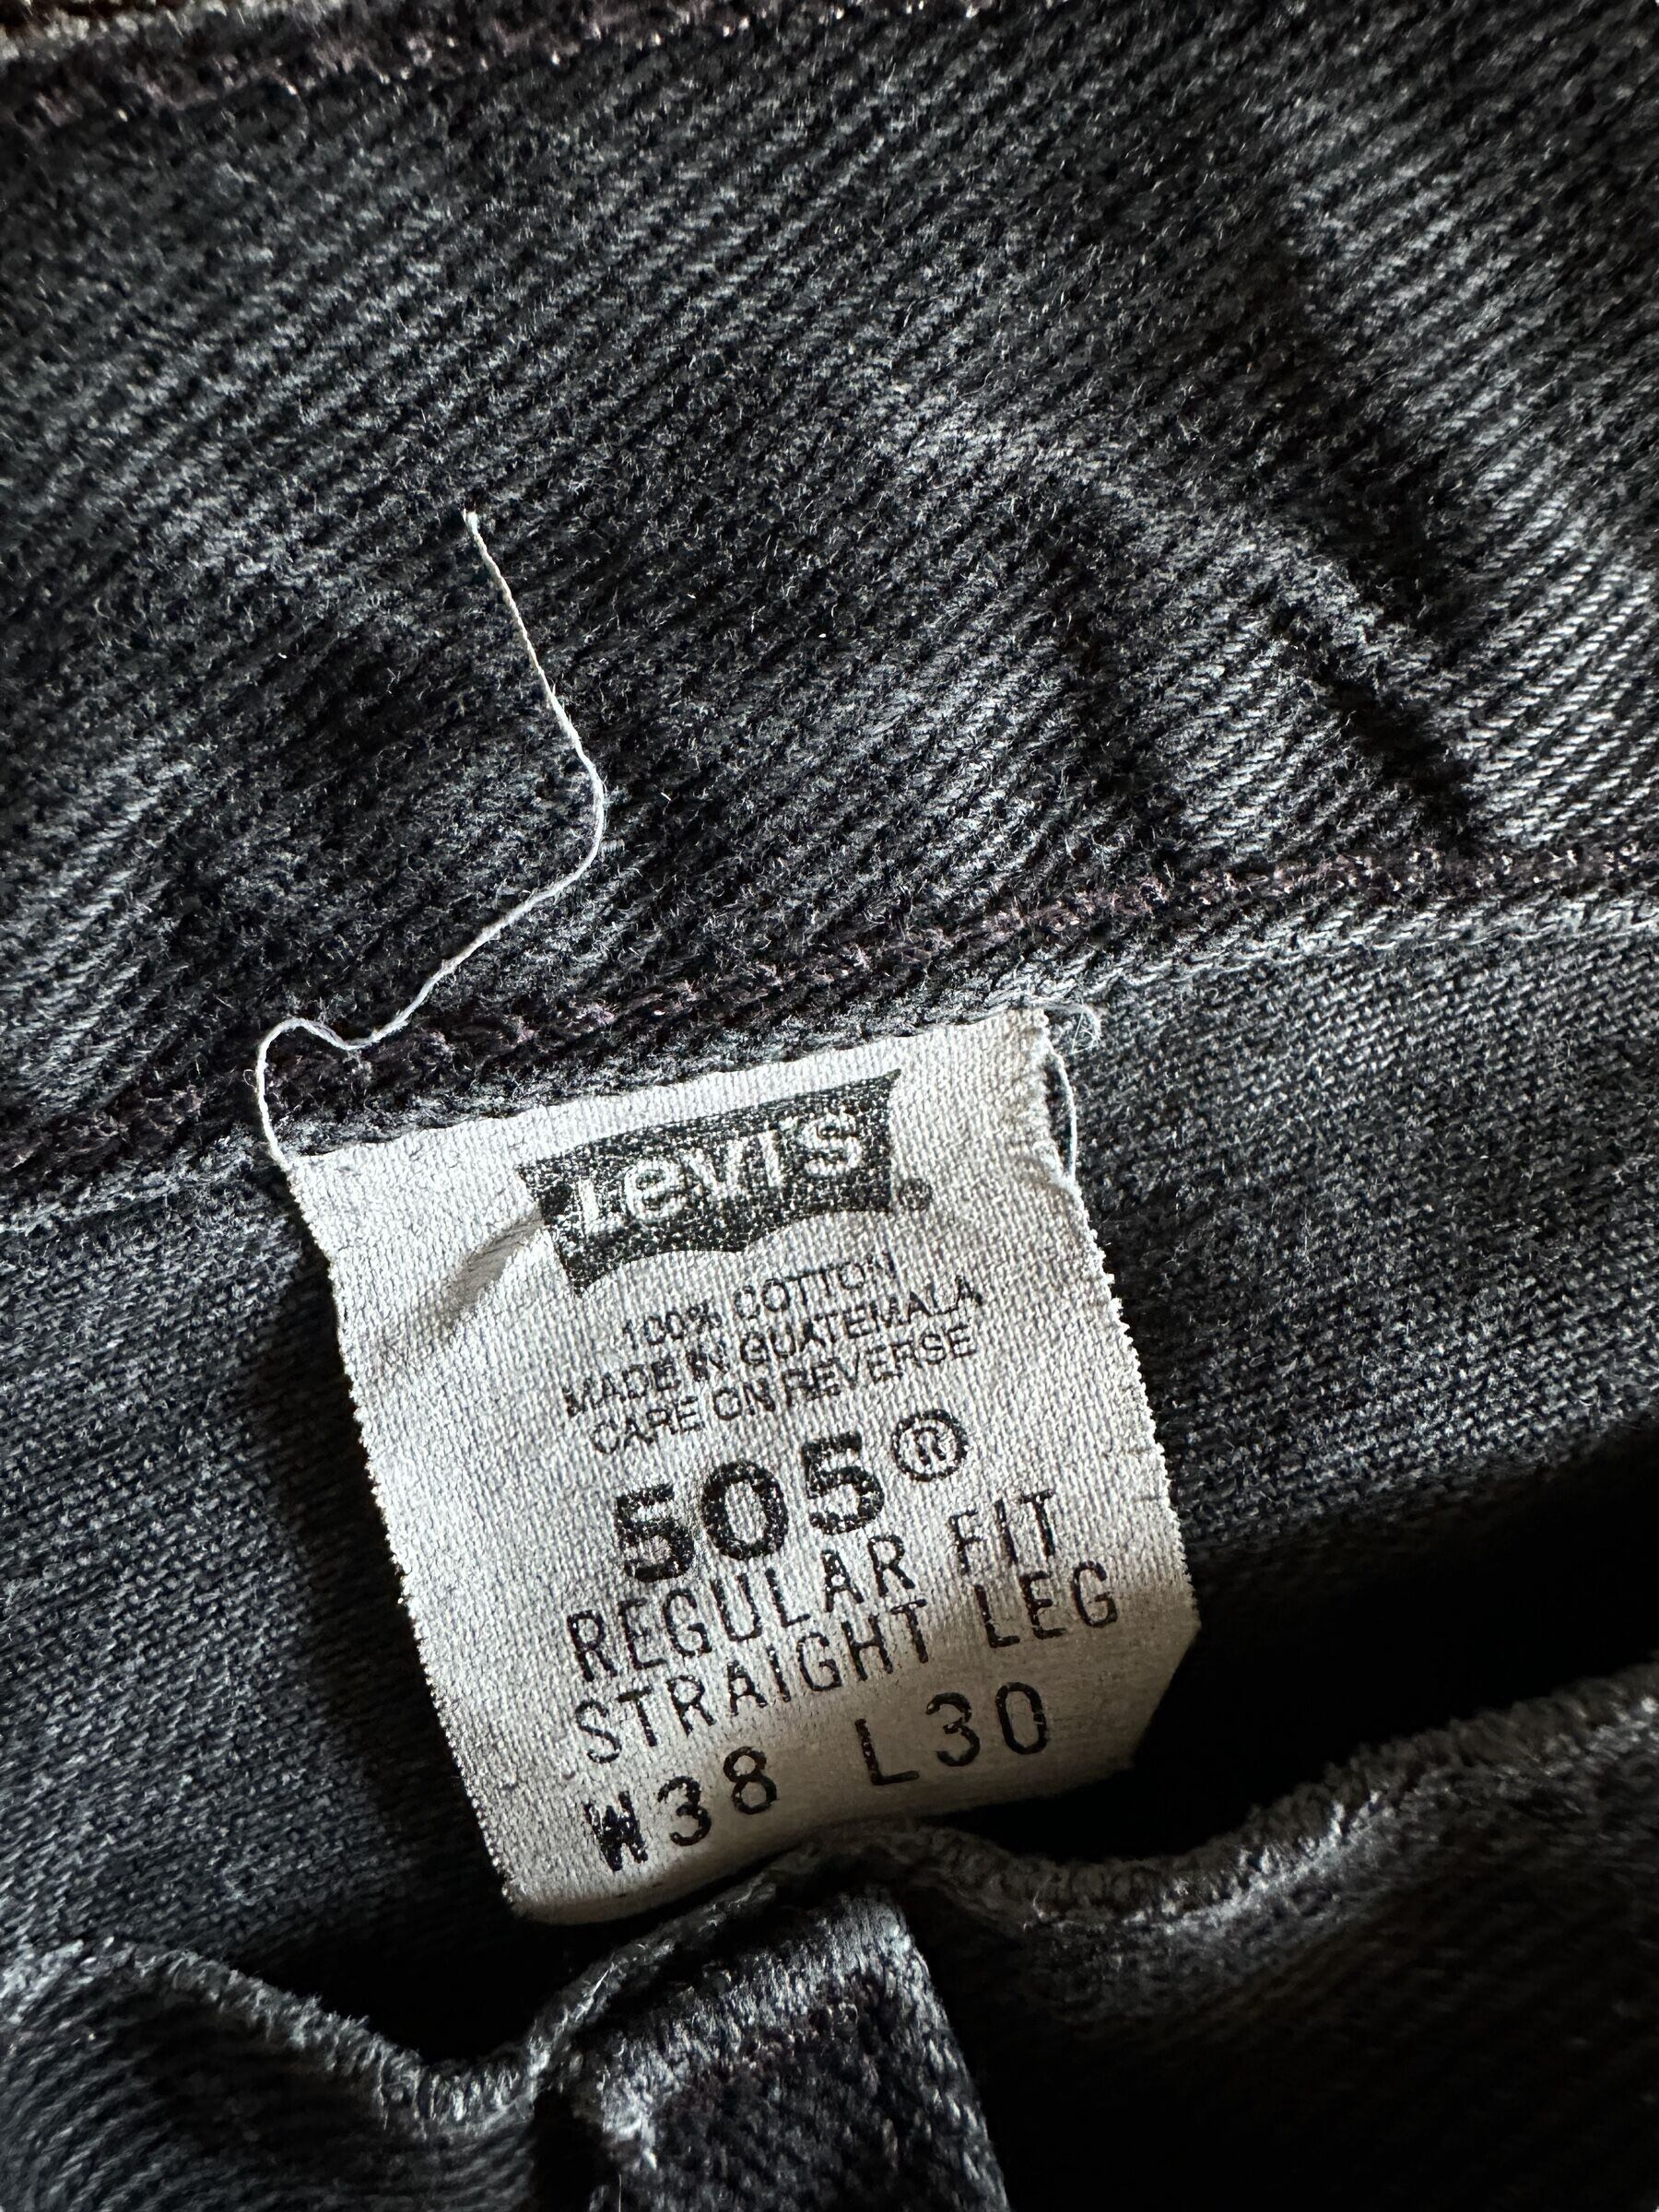 Levi's ®
100% COTTON
MADE IN GUATEMALA
CARE ON REVERSE
505®
REGULAR FIT
STRAIGHT LEG
W38 L30